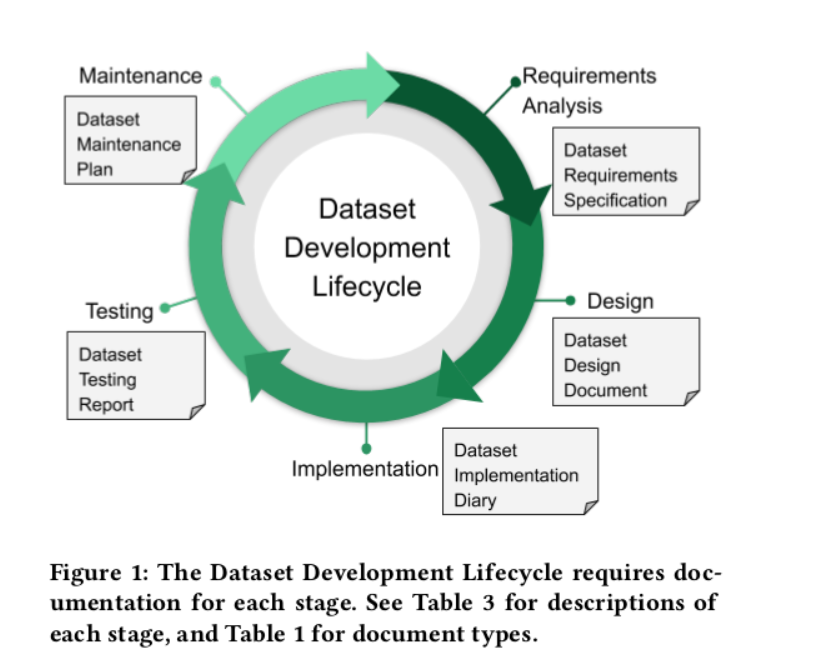 Maintenance
Dataset
Maintenance
Plan
Requirements
Analysis
Dataset
Requirements
Specification
Dataset
Development
Lifecycle
Testing
Dataset
Testing
Report
Design
Dataset
Design
Document
Implementation
Dataset
Implementation
Diary
Figure 1: The Dataset Development Lifecycle requires doc-
umentation for each stage. See Table 3 for descriptions of
each stage, and Table 1 for document types.